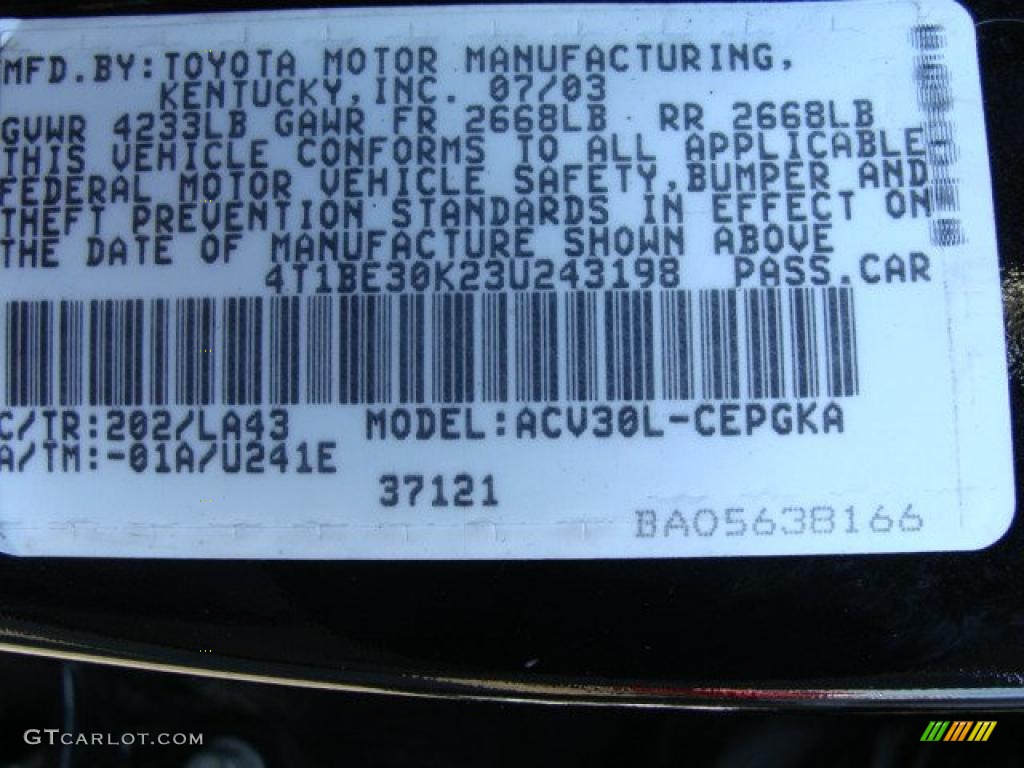 MFD.BY:TOYOTA MOTOR MANUFACTURING,
KENTUCKY,INC. 07/03
GVWR 4233LB GAWR FR 2668LB RR 2668LB
THIS VEHICLE CONFORMS TO ALL APPLICABLE
FEDERAL MOTOR VEHICLE SAFETY,BUMPER AND
THEFT PREVENTION STANDARDS IN EFFECT ON
THE DATE OF MANUFACTURE SHOWN ABOVE
4T1BE30K23U243198 PASS.CAR
C/TR:202/LA43 MODEL:ACV30L-CEPGKA
A/TM:-01A/U241E
37121
BA05638166
GTCARLOT.COM